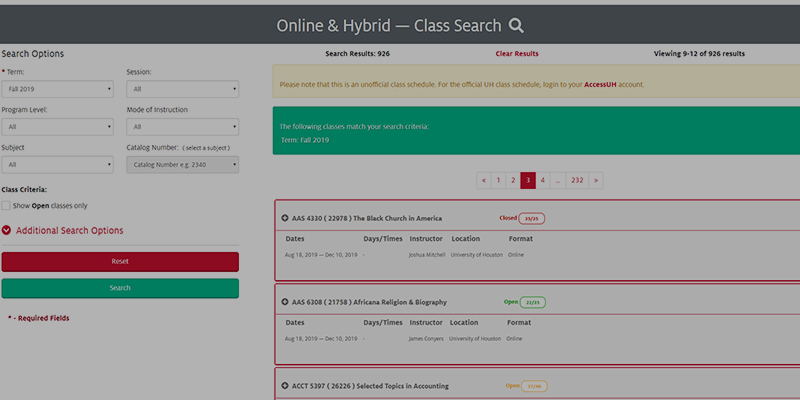 Online & Hybrid — Class Search
Search Options
* Term:
Session:
Fall 2019
All
Program Level:
Mode of Instruction
All
All
Subject
Catalog Number: ( select a subject )
All
Catalog Number e.g. 2340
Class Criteria:
Show Open classes only
Additional Search Options
Reset
Search
* - Required Fields
Search Results: 926
Clear Results
Viewing 9-12 of 926 results
Please note that this is an unofficial class schedule. For the official UH class schedule, login to your AccessUH account.
The following classes match your search criteria:
Term: Fall 2019
« 1 2 3 4 ... 232 »
AAS 4330 ( 22978 ) The Black Church in America
Closed 35/35
Dates Days/Times Instructor Location Format
Aug 18, 2019 — Dec 10, 2019 - Joshua Mitchell University of Houston Online
AAS 6308 ( 21758 ) Africana Religion & Biography
Open 22/35
Dates Days/Times Instructor Location Format
Aug 18, 2019 — Dec 10, 2019 - James Conyers University of Houston Online
ACCT 5397 ( 26226 ) Selected Topics in Accounting
Open